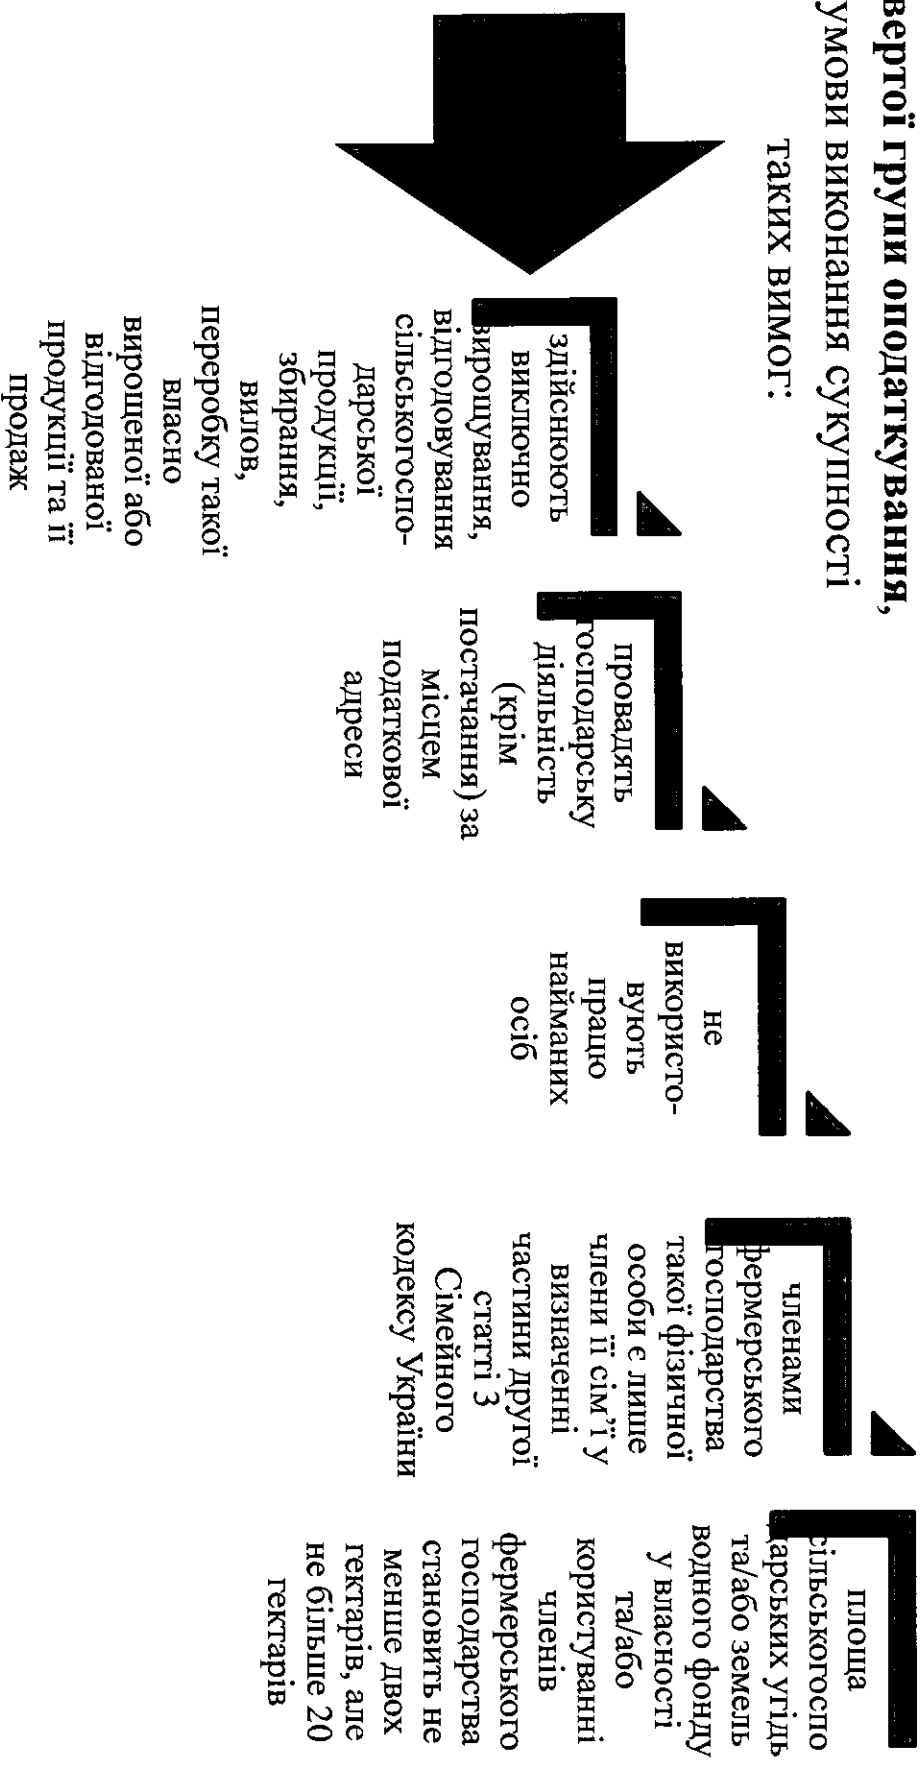 вертої групи оподаткування,
умови виконання сукупності
таких вимог:
здійснюють
виключно
вирощування,
відгодовування
сільськогоспо-
дарської
продукції,
збирання,
вилов,
переробку такої
власно
вирощеної або
відгодованої
продукції та її
продаж
провадять
господарську
діяльність
(крім
постачання) за
місцем
податкової
адреси
не
використо-
вують
працю
найманих
осіб
членами
фермерського
господарства
такої фізичної
особи є лише
члени її сім’ї у
визначенні
частини другої
статті 3
Сімейного
кодексу України
площа
сільськогоспо
дарських угідь
та/або земель
водного фонду
у власності
та/або
користуванні
членів
фермерського
господарства
становить не
менше двох
гектарів, але
не більше 20
гектарів